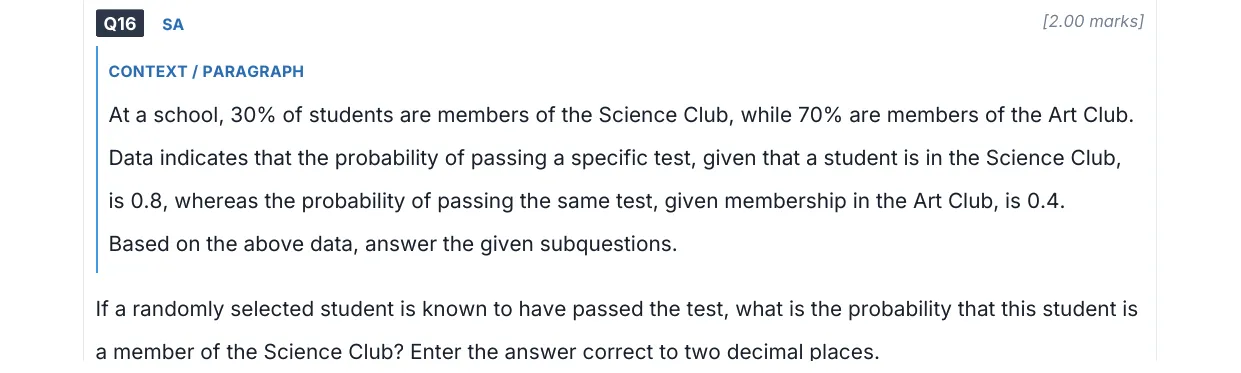 Q16 SA [2.00 marks]
CONTEXT / PARAGRAPH
At a school, 30% of students are members of the Science Club, while 70% are members of the Art Club.
Data indicates that the probability of passing a specific test, given that a student is in the Science Club,
is 0.8, whereas the probability of passing the same test, given membership in the Art Club, is 0.4.
Based on the above data, answer the given subquestions.
If a randomly selected student is known to have passed the test, what is the probability that this student is
a member of the Science Club? Enter the answer correct to two decimal places.